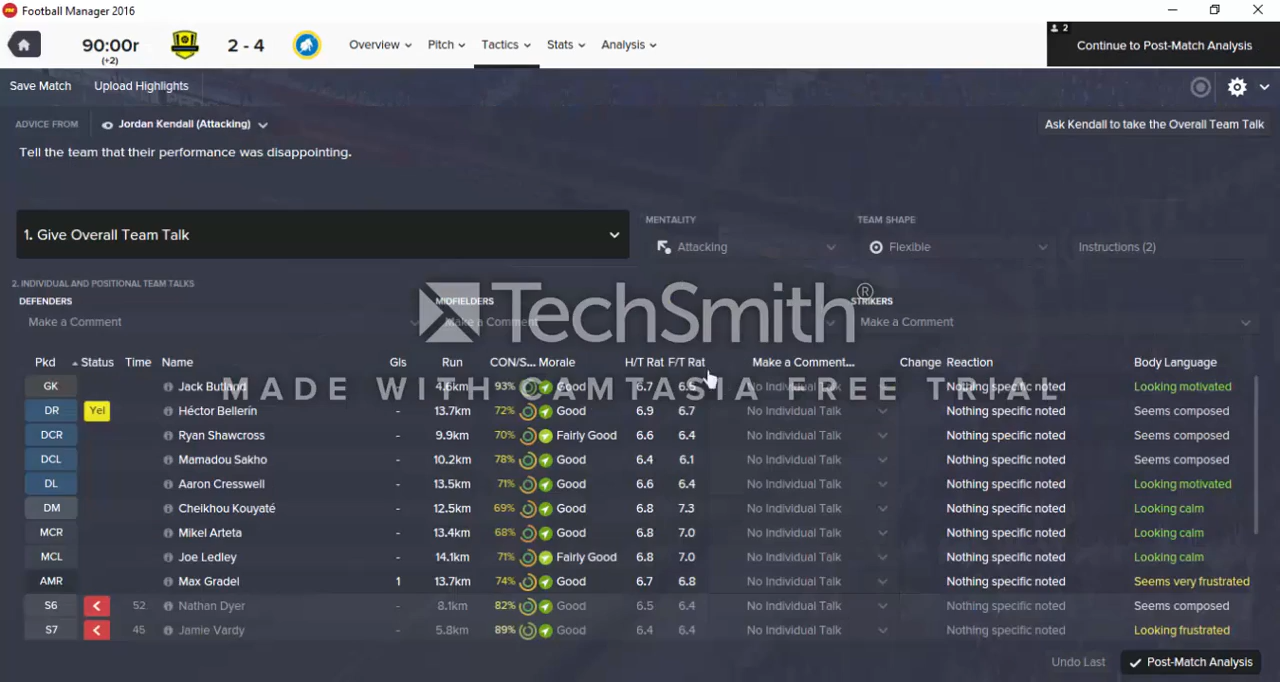 Football Manager 2016
90:00r
(+2)
2 - 4
Overview
Pitch
Tactics
Stats
Analysis
2
Continue to Post-Match Analysis
Save Match
Upload Highlights
ADVICE FROM
Jordan Kendall (Attacking)
Ask Kendall to take the Overall Team Talk
Tell the team that their performance was disappointing.
1. Give Overall Team Talk
MENTALITY
Attacking
TEAM SHAPE
Flexible
Instructions (2)
2. INDIVIDUAL AND POSITIONAL TEAM TALKS
DEFENDERS
MIDFIELDERS
STRIKERS
Make a Comment
Make a Comment
Make a Comment
TechSmith®
MADE WITH CAMTASIA FREE TRIAL
Pkd Status Time Name Gls Run CON/S... Morale H/T Rat F/T Rat Make a Comment... Change Reaction Body Language
GK Jack Butland - 4.6km 93% Good 6.7 No Individual Talk Nothing specific noted Looking motivated
DR Yel Héctor Bellerín - 13.7km 72% Good 6.9 6.7 No Individual Talk Nothing specific noted Seems composed
DCR Ryan Shawcross - 9.9km 70% Fairly Good 6.6 6.4 No Individual Talk Nothing specific noted Seems composed
DCL Mamadou Sakho - 10.2km 78% Good 6.4 6.1 No Individual Talk Nothing specific noted Seems composed
DL Aaron Cresswell - 13.5km 71% Good 6.6 6.4 No Individual Talk Nothing specific noted Looking motivated
DM Cheikhou Kouyaté - 12.5km 69% Good 6.8 7.3 No Individual Talk Nothing specific noted Looking calm
MCR Mikel Arteta - 13.4km 68% Good 6.8 7.0 No Individual Talk Nothing specific noted Looking calm
MCL Joe Ledley - 14.1km 71% Fairly Good 6.8 7.0 No Individual Talk Nothing specific noted Looking calm
AMR Max Gradel 1 13.7km 74% Good 6.7 6.8 No Individual Talk Nothing specific noted Seems very frustrated
S6 52 Nathan Dyer - 8.1km 82% Good 6.5 6.4 No Individual Talk Nothing specific noted Seems composed
S7 45 Jamie Vardy - 5.8km 89% Good 6.4 6.4 No Individual Talk Nothing specific noted Looking frustrated
Undo Last
Post-Match Analysis